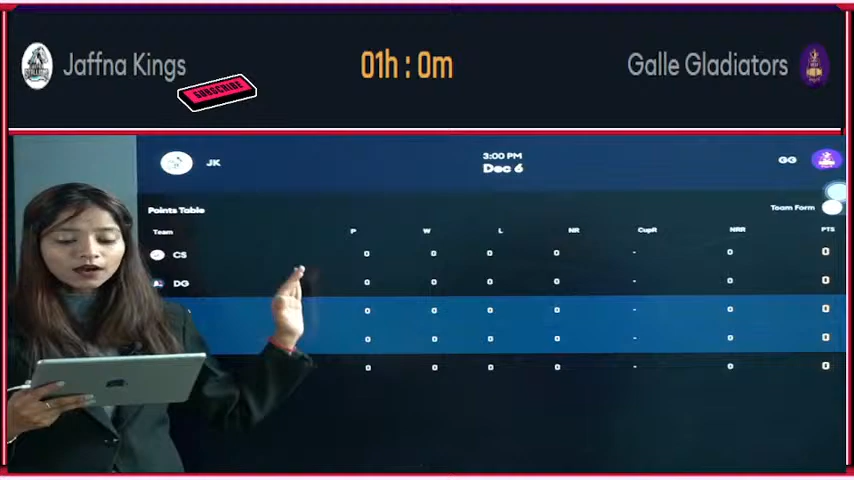 Jaffna Kings 01h : 0m Galle Gladiators
SUBSCRIBE
JK 3:00 PM GG
Dec 6
Points Table Team Form
Team P W L NR CupR NRR PTS
CS 0 0 0 0 - 0 0
DG 0 0 0 0 - 0 0
0 0 0 0 - 0 0
0 0 0 0 - 0 0
0 0 0 0 - 0 0